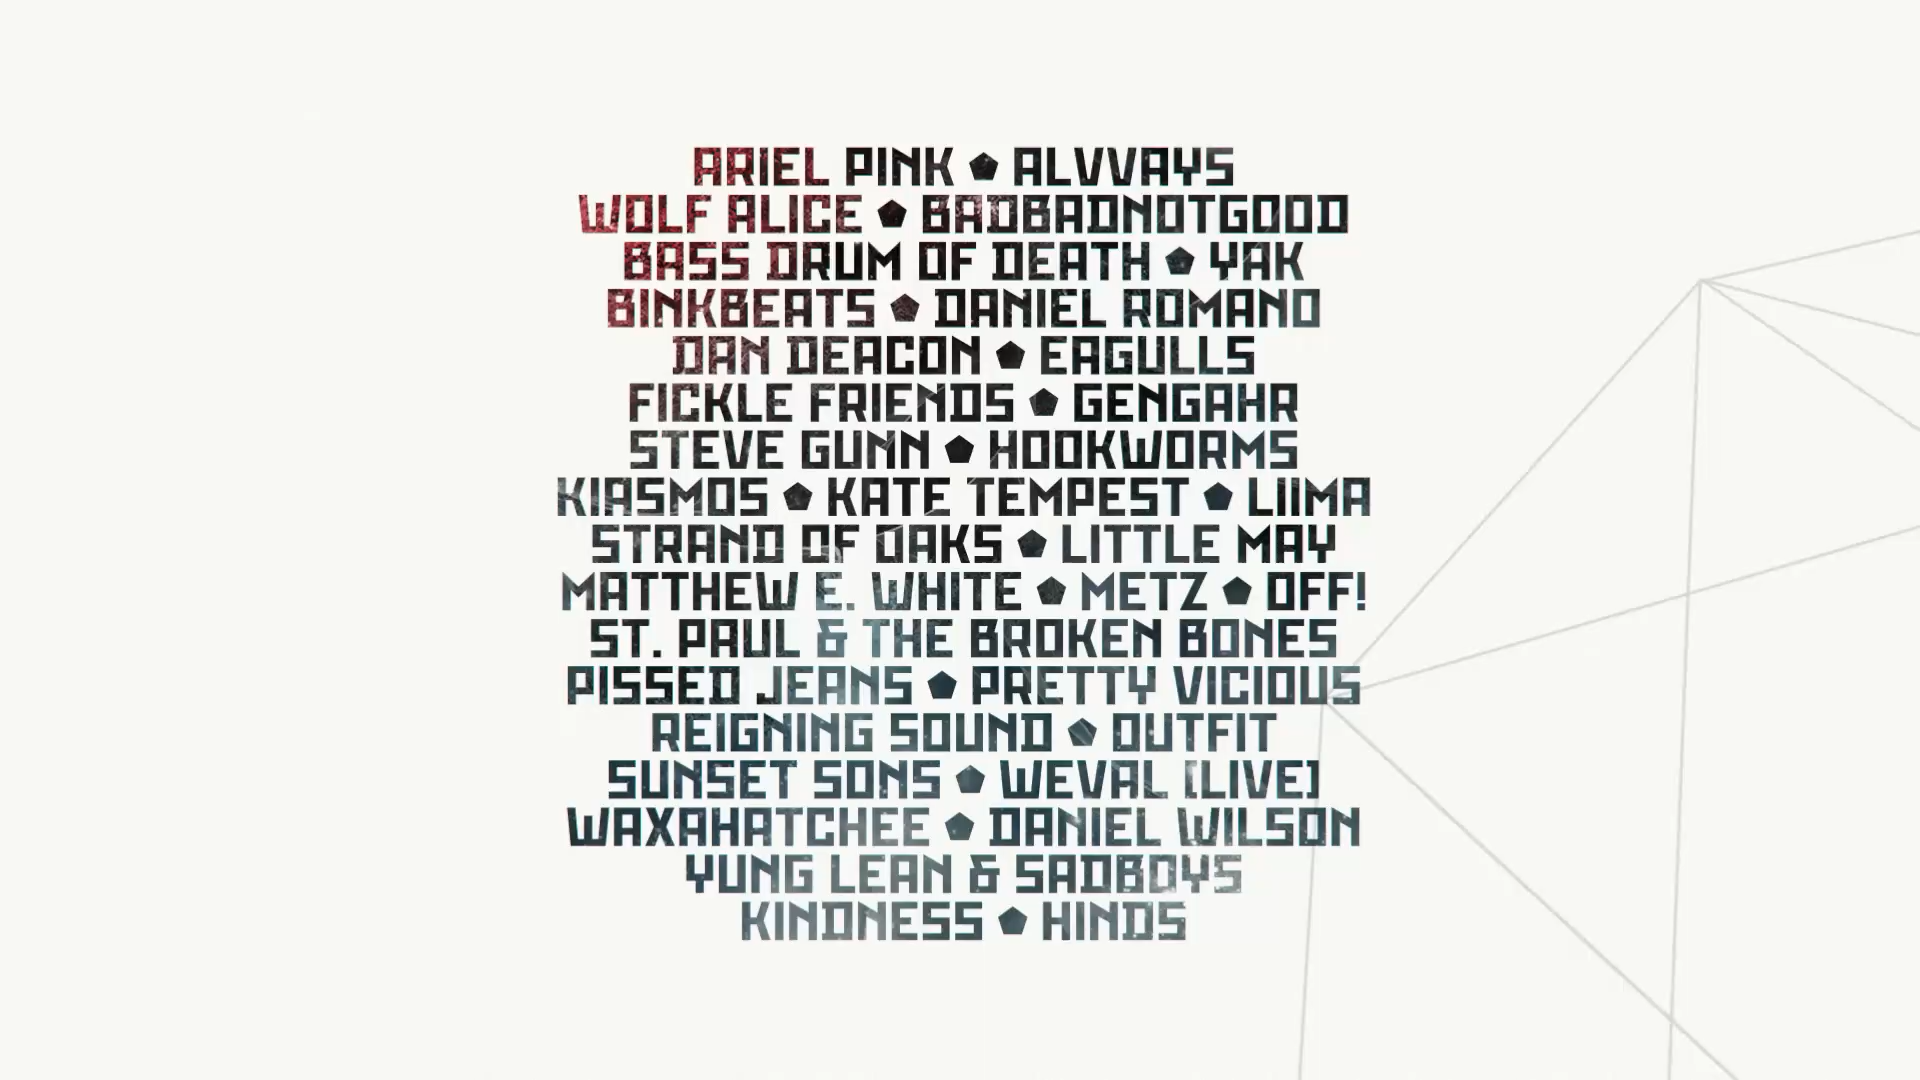 ARIEL PINK ⬟ ALVVAYS
WOLF ALICE ⬟ BADBADNOTGOOD
BASS DRUM OF DEATH ⬟ YAK
BINKBEATS ⬟ DANIEL ROMANO
DAN DEACON ⬟ EAGULLS
FICKLE FRIENDS ⬟ GENGAHR
STEVE GUNN ⬟ HOOKWORMS
KIASMOS ⬟ KATE TEMPEST ⬟ LIIMA
STRAND OF OAKS ⬟ LITTLE MAY
MATTHEW E. WHITE ⬟ METZ ⬟ OFF!
ST. PAUL & THE BROKEN BONES
PISSED JEANS ⬟ PRETTY VICIOUS
REIGNING SOUND ⬟ OUTFIT
SUNSET SONS ⬟ WEVAL [LIVE]
WAXAHATCHEE ⬟ DANIEL WILSON
YUNG LEAN & SADBOYS
KINDNESS ⬟ HINDS